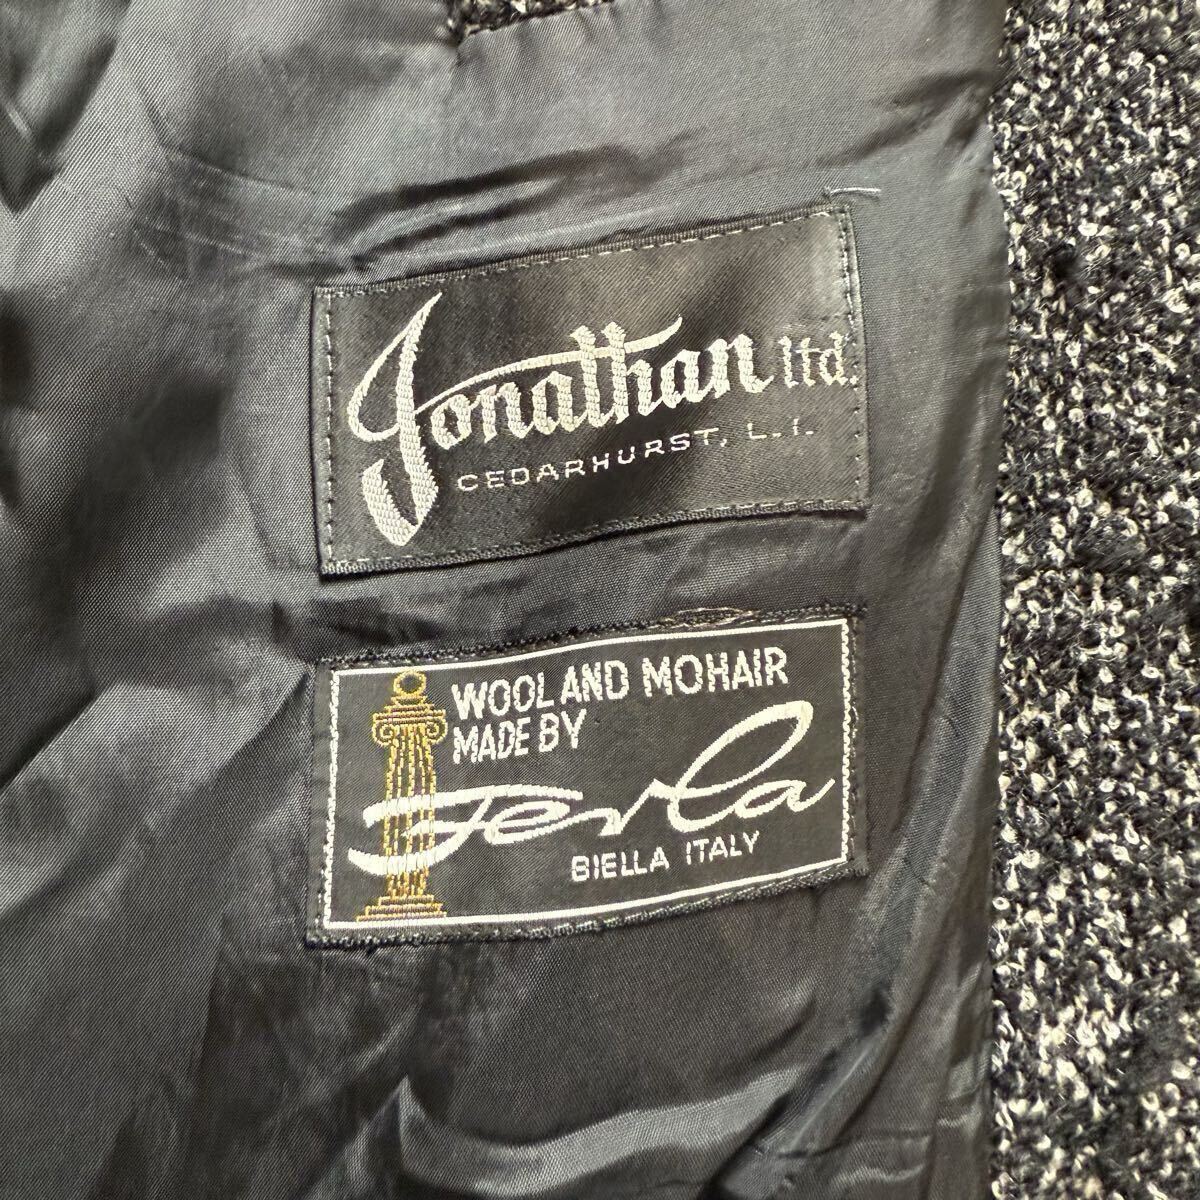 Jonathan ltd.
CEDARHURST, L.I.
WOOL AND MOHAIR
MADE BY
Ferla
BIELLA ITALY